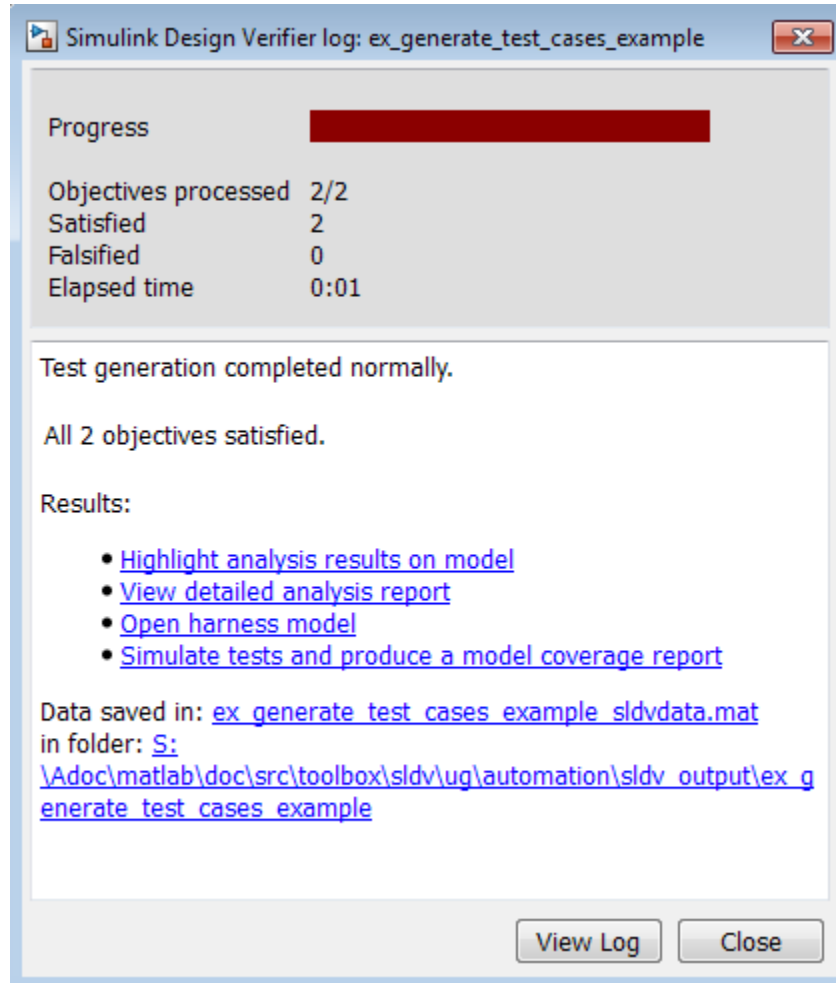 Simulink Design Verifier log: ex_generate_test_cases_example
Progress
Objectives processed 2/2
Satisfied 2
Falsified 0
Elapsed time 0:01
Test generation completed normally.
All 2 objectives satisfied.
Results:
• Highlight analysis results on model
• View detailed analysis report
• Open harness model
• Simulate tests and produce a model coverage report
Data saved in: ex_generate_test_cases_example_sldvdata.mat
in folder: S:
\Adoc\matlab\doc\src\toolbox\sldv\ug\automation\sldv_output\ex_g
enerate_test_cases_example
View Log Close